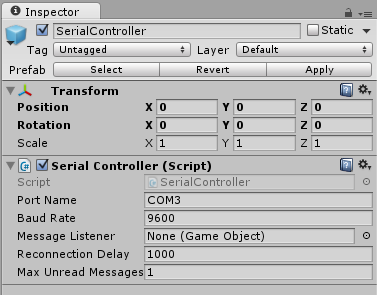 Inspector
SerialController Static
Tag Untagged Layer Default
Prefab Select Revert Apply
Transform
Position X 0 Y 0 Z 0
Rotation X 0 Y 0 Z 0
Scale X 1 Y 1 Z 1
Serial Controller (Script)
Script SerialController
Port Name COM3
Baud Rate 9600
Message Listener None (Game Object)
Reconnection Delay 1000
Max Unread Messages 1